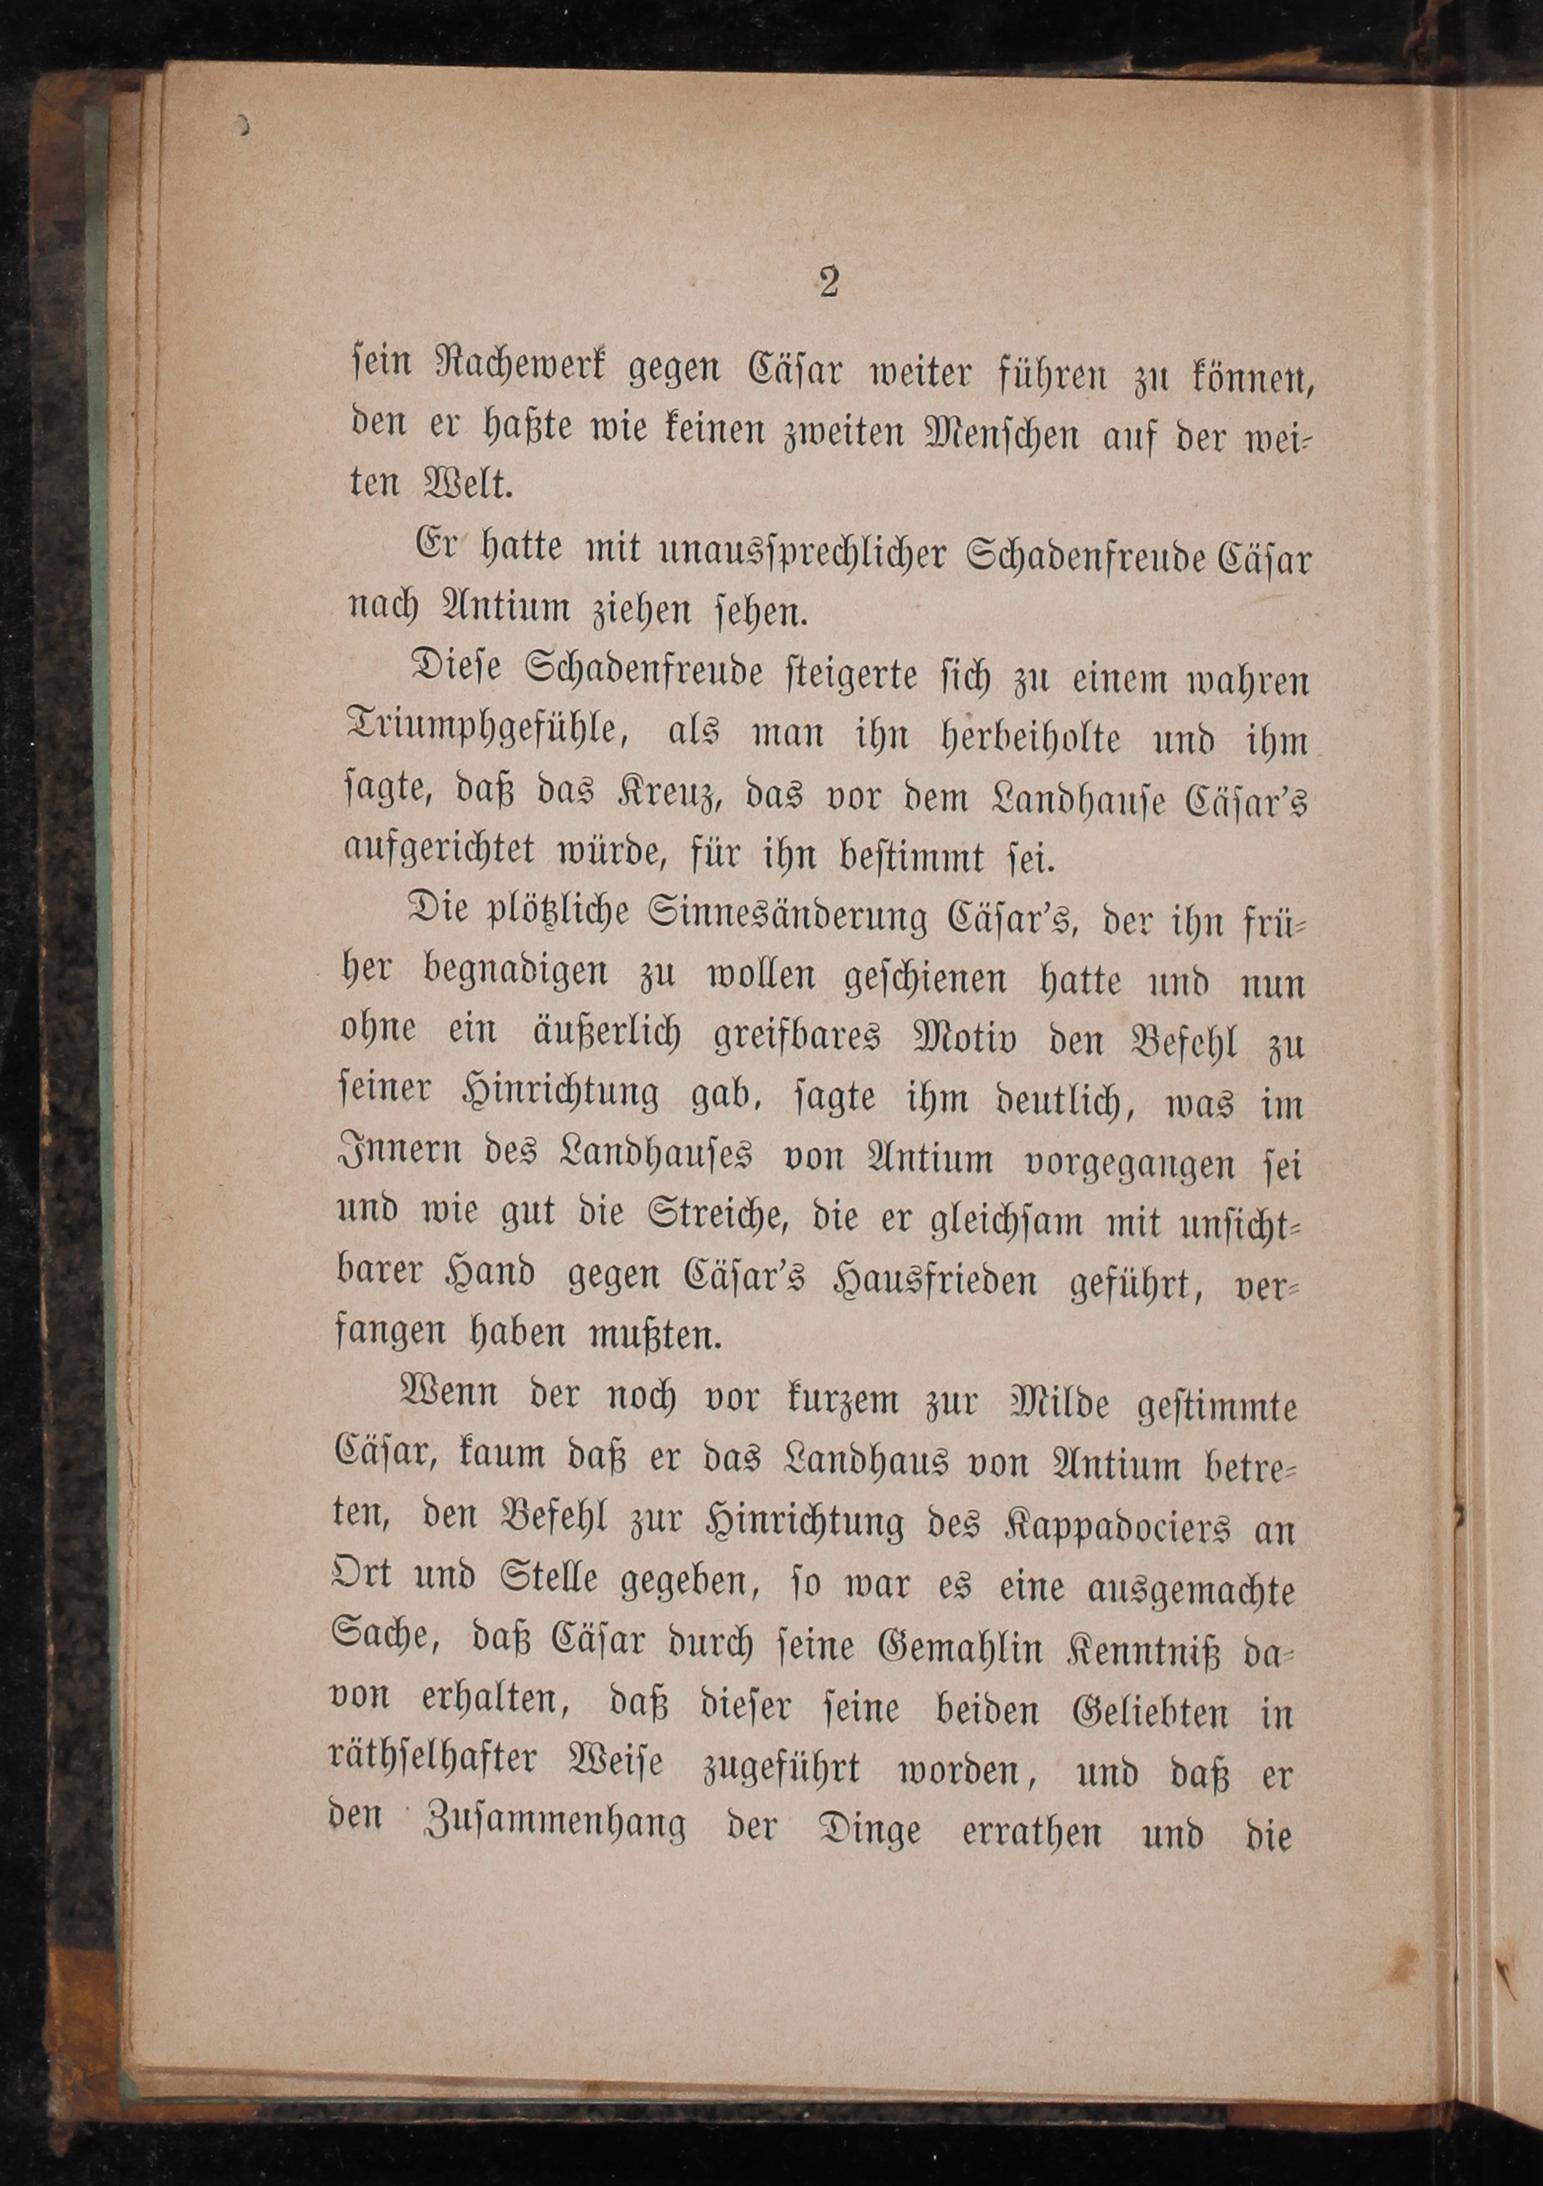 2
sein Rachewerk gegen Cäsar weiter führen zu können,
den er haßte wie keinen zweiten Menschen auf der wei-
ten Welt.
Er hatte mit unaussprechlicher Schadenfreude Cäsar
nach Antium ziehen sehen.
Diese Schadenfreude steigerte sich zu einem wahren
Triumphgefühle, als man ihn herbeiholte und ihm
sagte, daß das Kreuz, das vor dem Landhause Cäsar's
aufgerichtet würde, für ihn bestimmt sei.
Die plötzliche Sinnesänderung Cäsar's, der ihn frü-
her begnadigen zu wollen geschienen hatte und nun
ohne ein äußerlich greifbares Motiv den Befehl zu
seiner Hinrichtung gab, sagte ihm deutlich, was im
Innern des Landhauses von Antium vorgegangen sei
und wie gut die Streiche, die er gleichsam mit unsicht-
barer Hand gegen Cäsar's Hausfrieden geführt, ver-
fangen haben mußten.
Wenn der noch vor kurzem zur Milde gestimmte
Cäsar, kaum daß er das Landhaus von Antium betre-
ten, den Befehl zur Hinrichtung des Kappadociers an
Ort und Stelle gegeben, so war es eine ausgemachte
Sache, daß Cäsar durch seine Gemahlin Kenntniß da-
von erhalten, daß dieser seine beiden Geliebten in
räthselhafter Weise zugeführt worden, und daß er
den Zusammenhang der Dinge errathen und die